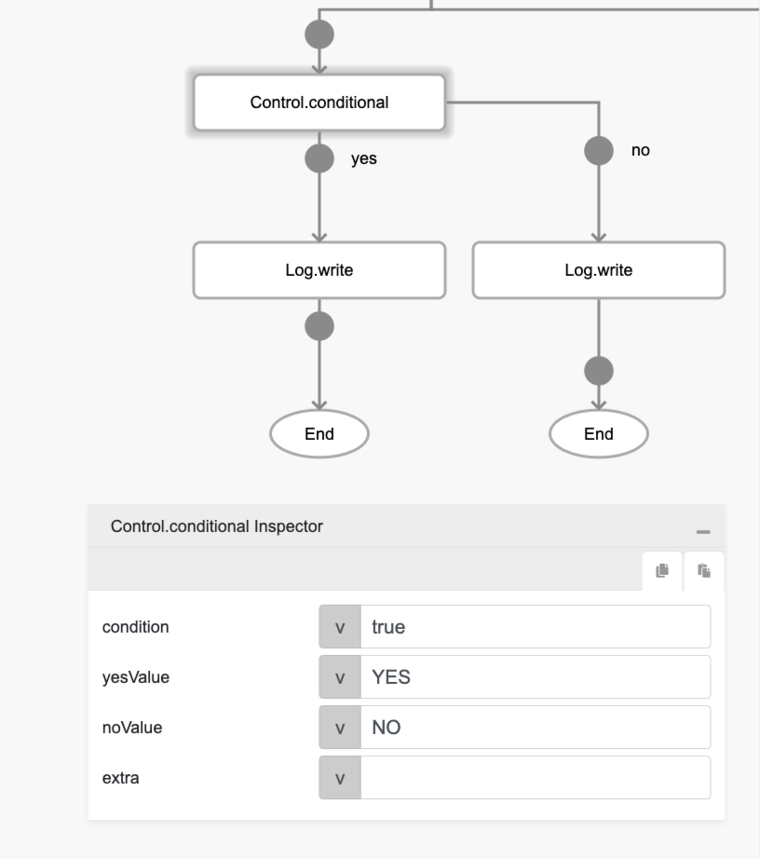 Control.conditional
yes
no
Log.write
Log.write
End
End
Control.conditional Inspector
condition
v
true
yesValue
v
YES
noValue
v
NO
extra
v